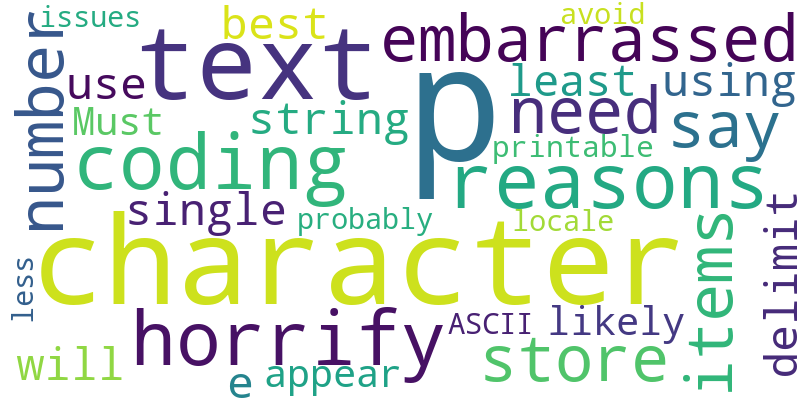 issues
best
avoid
number
text
embarrassed
use
p
least
using
Must
string
need
say
coding
printable
reasons
single
probably
locale
character
items
delimit
less
horrify
ASCII
likely
will
e
appear
store